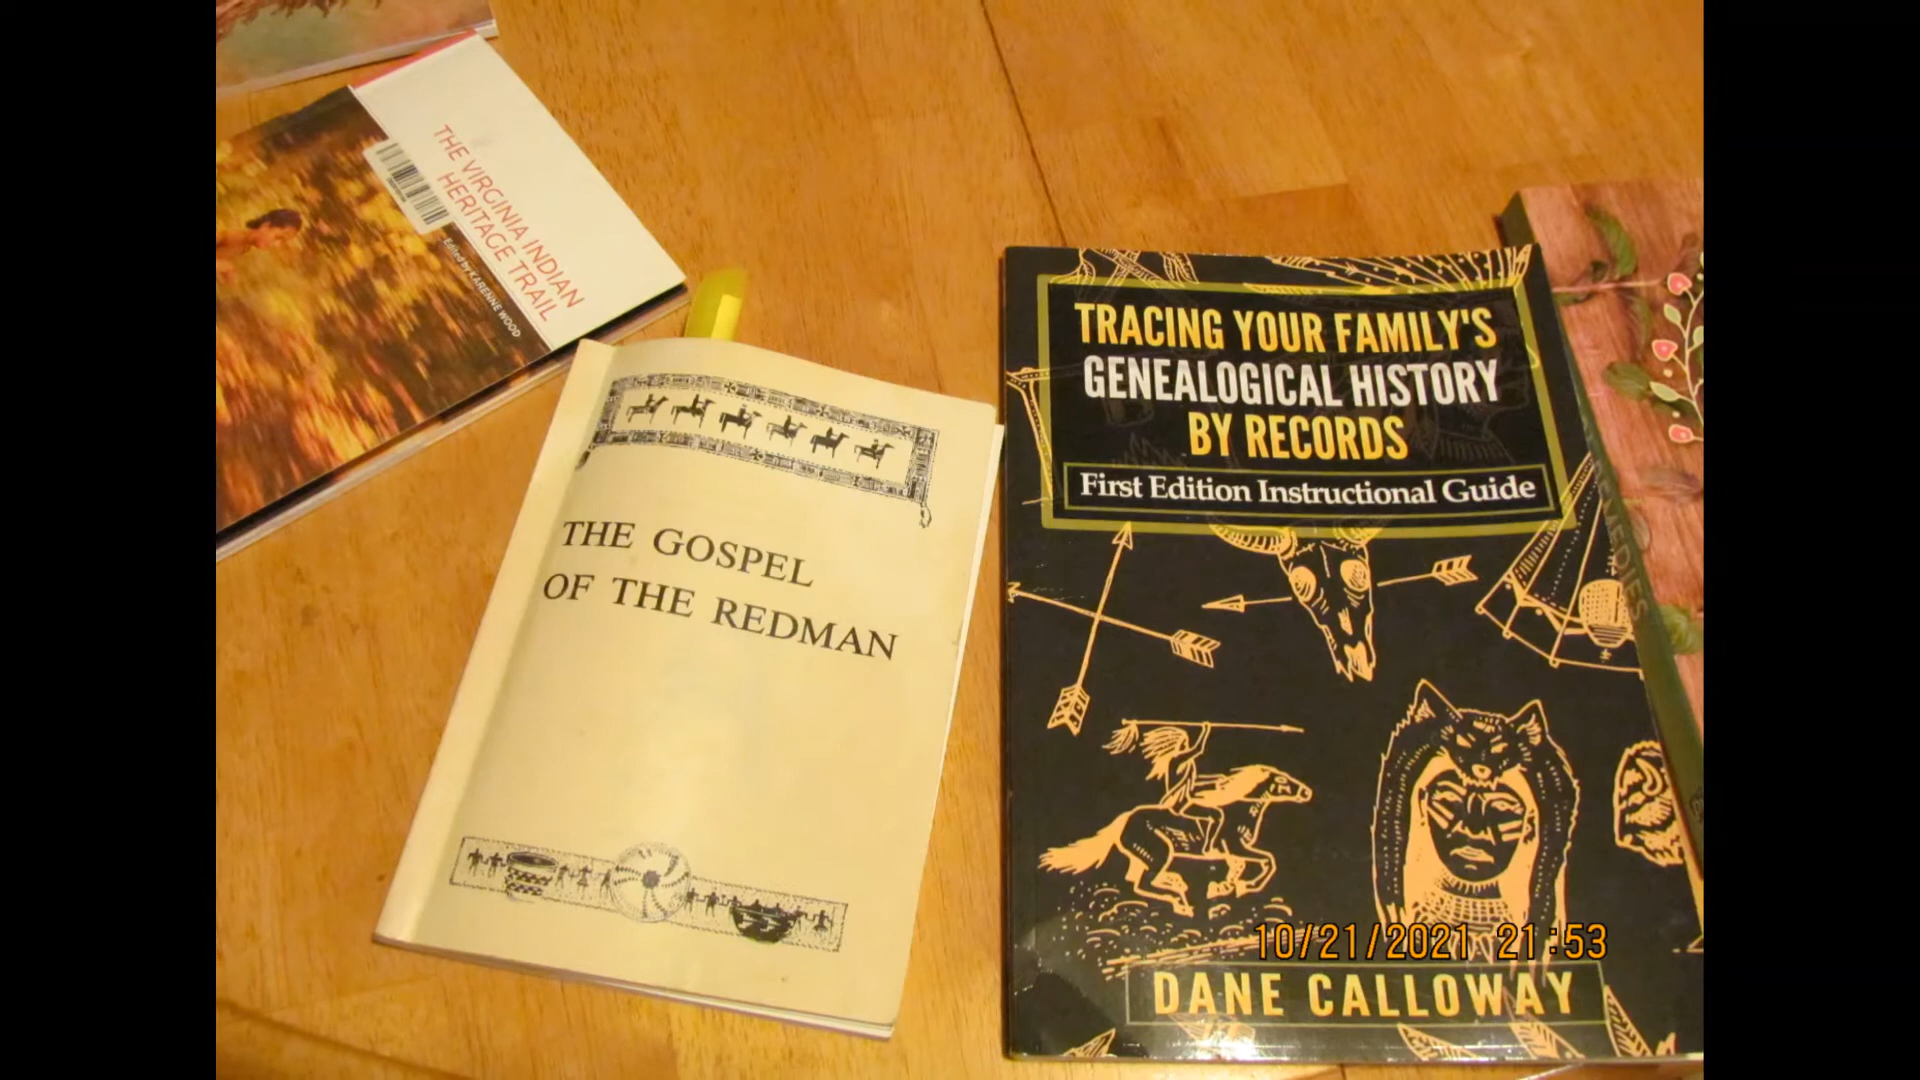 THE VIRGINIA INDIAN
HERITAGE TRAIL
Edited by KARENNE WOOD
THE GOSPEL
OF THE REDMAN
TRACING YOUR FAMILY'S
GENEALOGICAL HISTORY
BY RECORDS
First Edition Instructional Guide
DANE CALLOWAY
10/21/2021 21:53